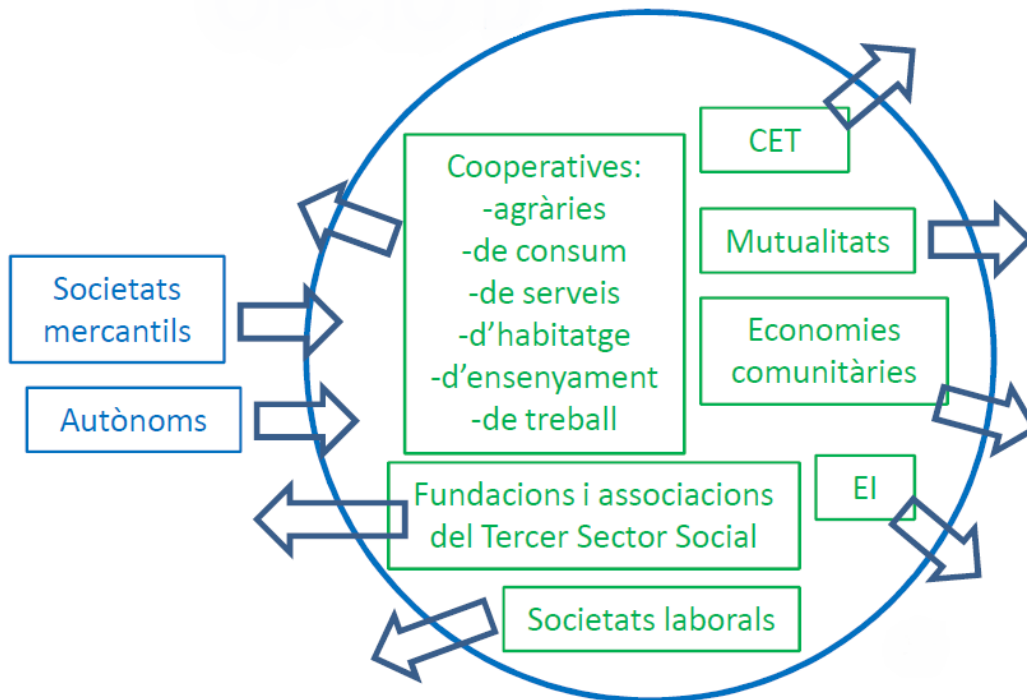 Societats
mercantils
Autònoms
Cooperatives:
-agràries
-de consum
-de serveis
-d’habitatge
-d’ensenyament
-de treball
CET
Mutualitats
Economies
comunitàries
EI
Fundacions i associacions
del Tercer Sector Social
Societats laborals